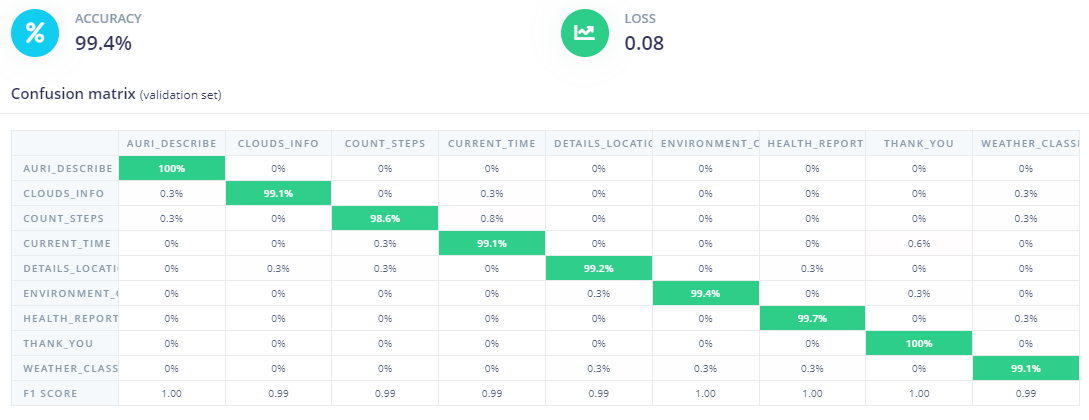 ACCURACY
99.4%
LOSS
0.08
Confusion matrix (validation set)
AURI_DESCRIBE CLOUDS_INFO COUNT_STEPS CURRENT_TIME DETAILS_LOCATIC ENVIRONMENT_C HEALTH_REPORT THANK_YOU WEATHER_CLASSI
AURI_DESCRIBE 100% 0% 0% 0% 0% 0% 0% 0% 0%
CLOUDS_INFO 0.3% 99.1% 0% 0.3% 0% 0% 0% 0% 0.3%
COUNT_STEPS 0.3% 0% 98.6% 0.8% 0% 0% 0% 0% 0.3%
CURRENT_TIME 0% 0% 0.3% 99.1% 0% 0% 0% 0.6% 0%
DETAILS_LOCATI 0% 0.3% 0.3% 0% 99.2% 0% 0.3% 0% 0%
ENVIRONMENT_C 0% 0% 0% 0% 0.3% 99.4% 0% 0.3% 0%
HEALTH_REPORT 0% 0% 0% 0% 0% 0% 99.7% 0% 0.3%
THANK_YOU 0% 0% 0% 0% 0% 0% 0% 100% 0%
WEATHER_CLASS 0% 0% 0% 0% 0.3% 0.3% 0.3% 0% 99.1%
F1 SCORE 1.00 0.99 0.99 0.99 0.99 1.00 1.00 1.00 0.99